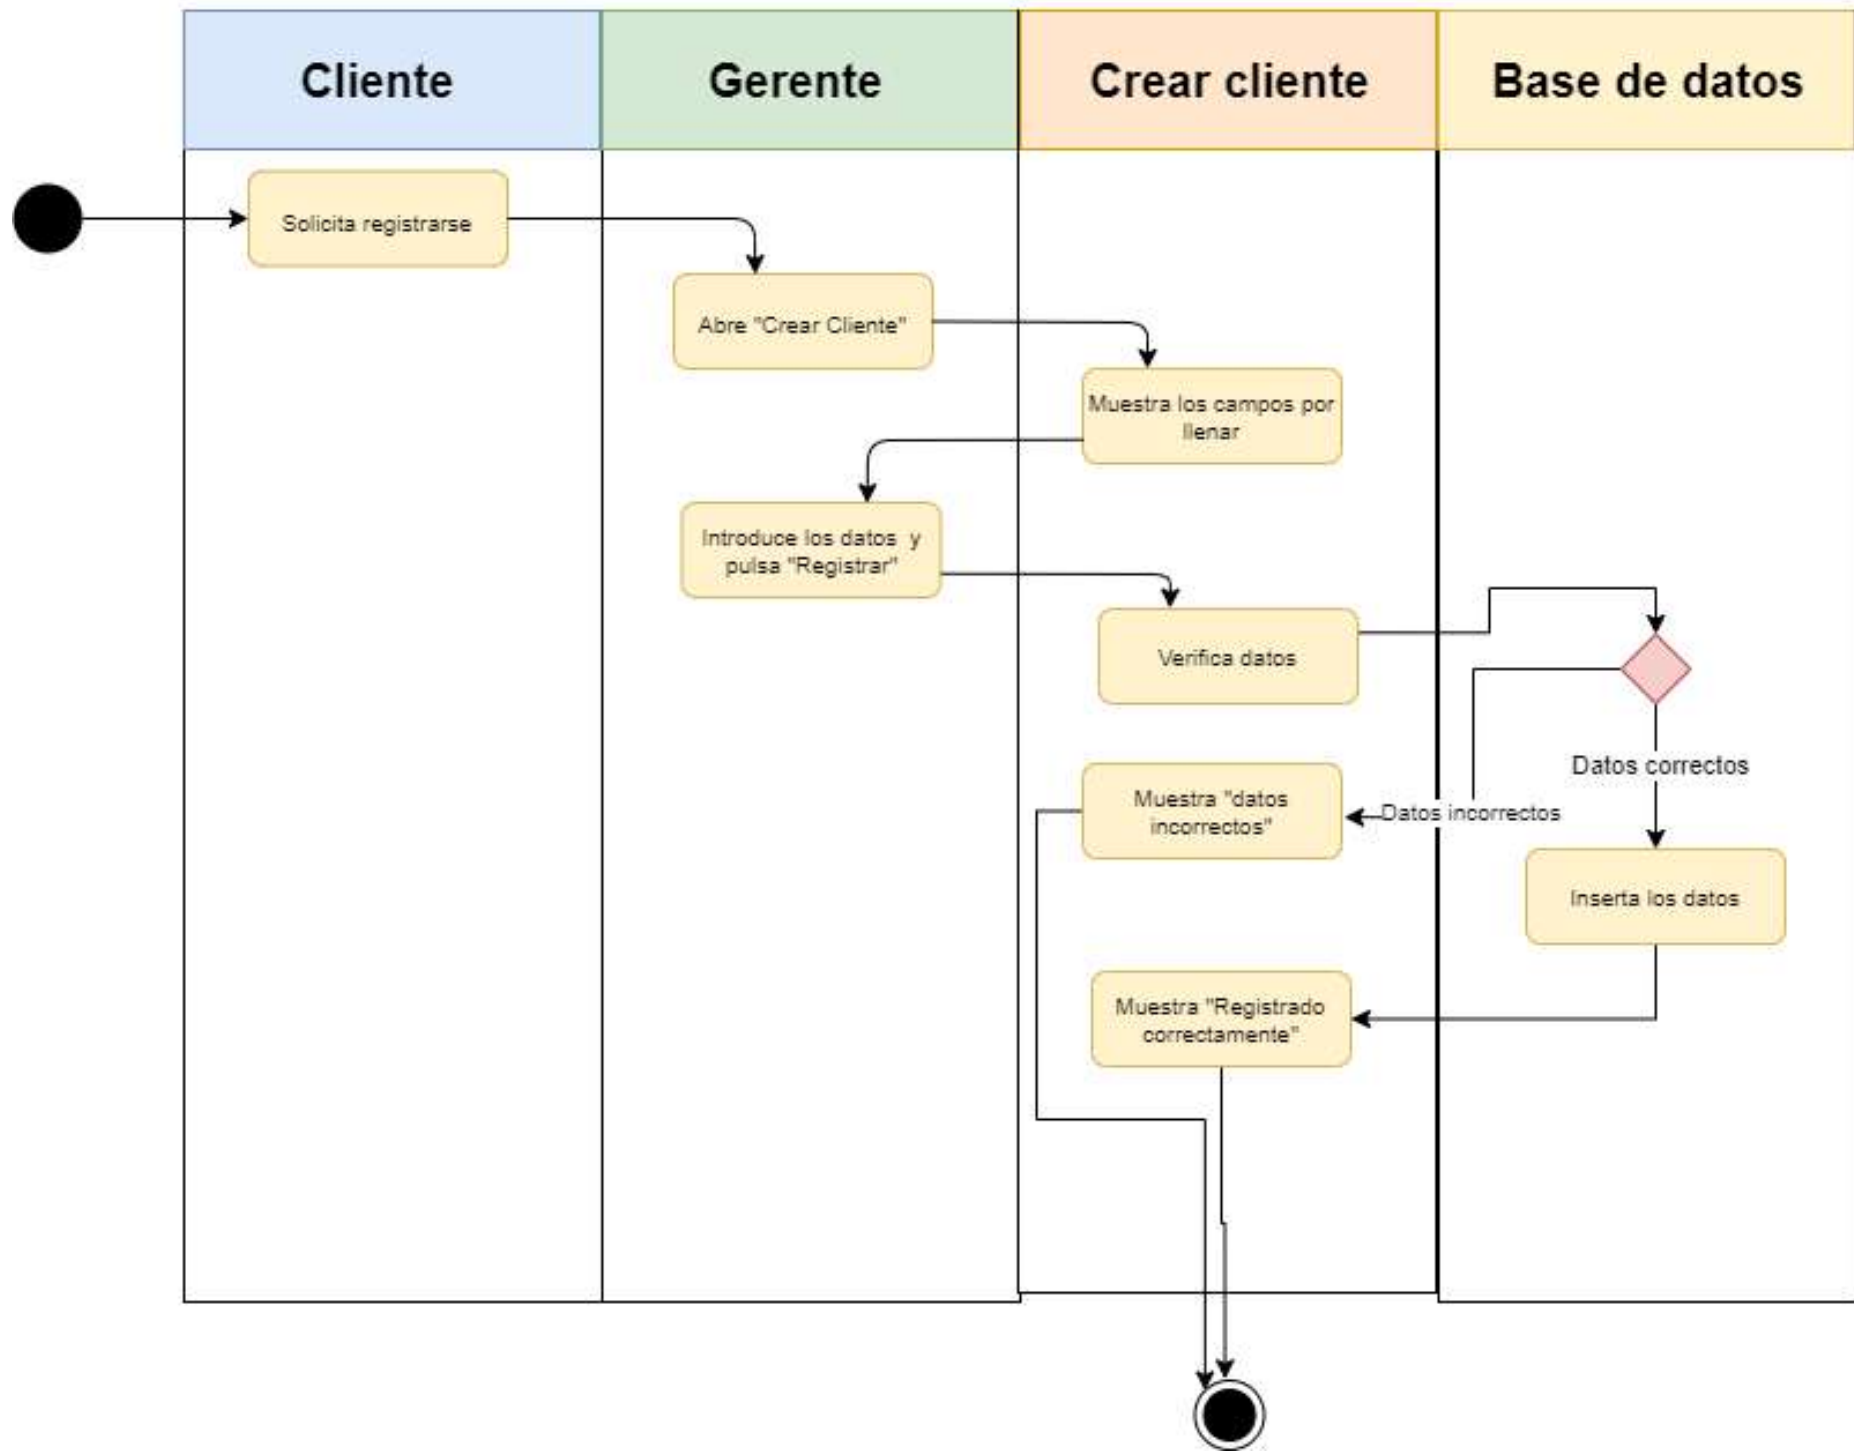 Cliente
Gerente
Crear cliente
Base de datos
Solicita registrarse
Abre "Crear Cliente"
Muestra los campos por
llenar
Introduce los datos y
pulsa "Registrar"
Verifica datos
Datos correctos
Muestra "datos
incorrectos"
Datos incorrectos
Inserta los datos
Muestra "Registrado
correctamente"